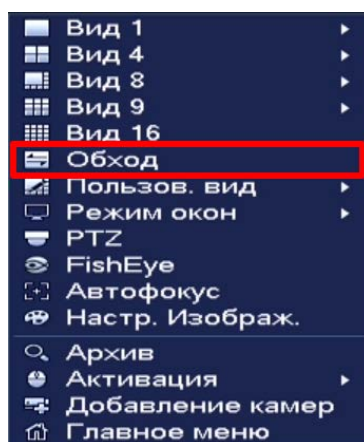 Вид 1
Вид 4
Вид 8
Вид 9
Вид 16
Обход
Пользов. вид
Режим окон
PTZ
FishEye
Автофокус
Настр. Изображ.
Архив
Активация
Добавление камер
Главное меню